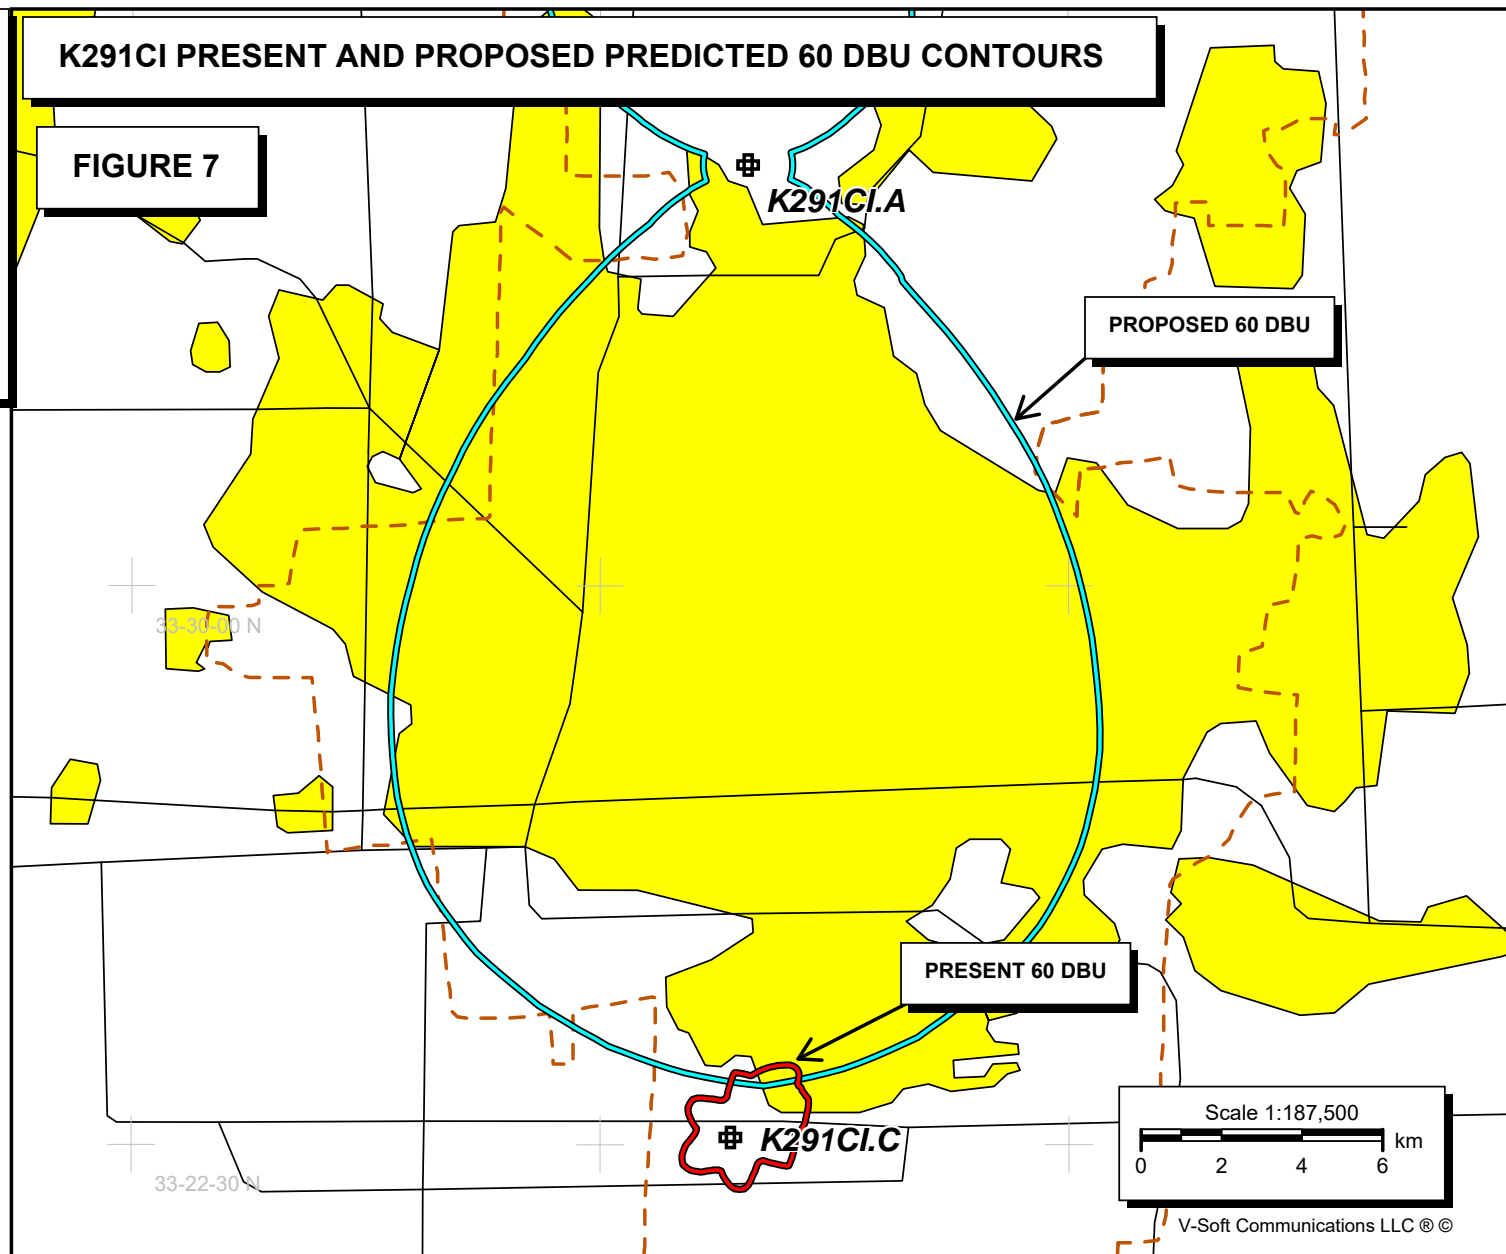 K291CI PRESENT AND PROPOSED PREDICTED 60 DBU CONTOURS
FIGURE 7
K291CI.A
PROPOSED 60 DBU
33-30-00 N
PRESENT 60 DBU
K291CI.C
33-22-30 N
Scale 1:187,500
km
0 2 4 6
V-Soft Communications LLC ® ©